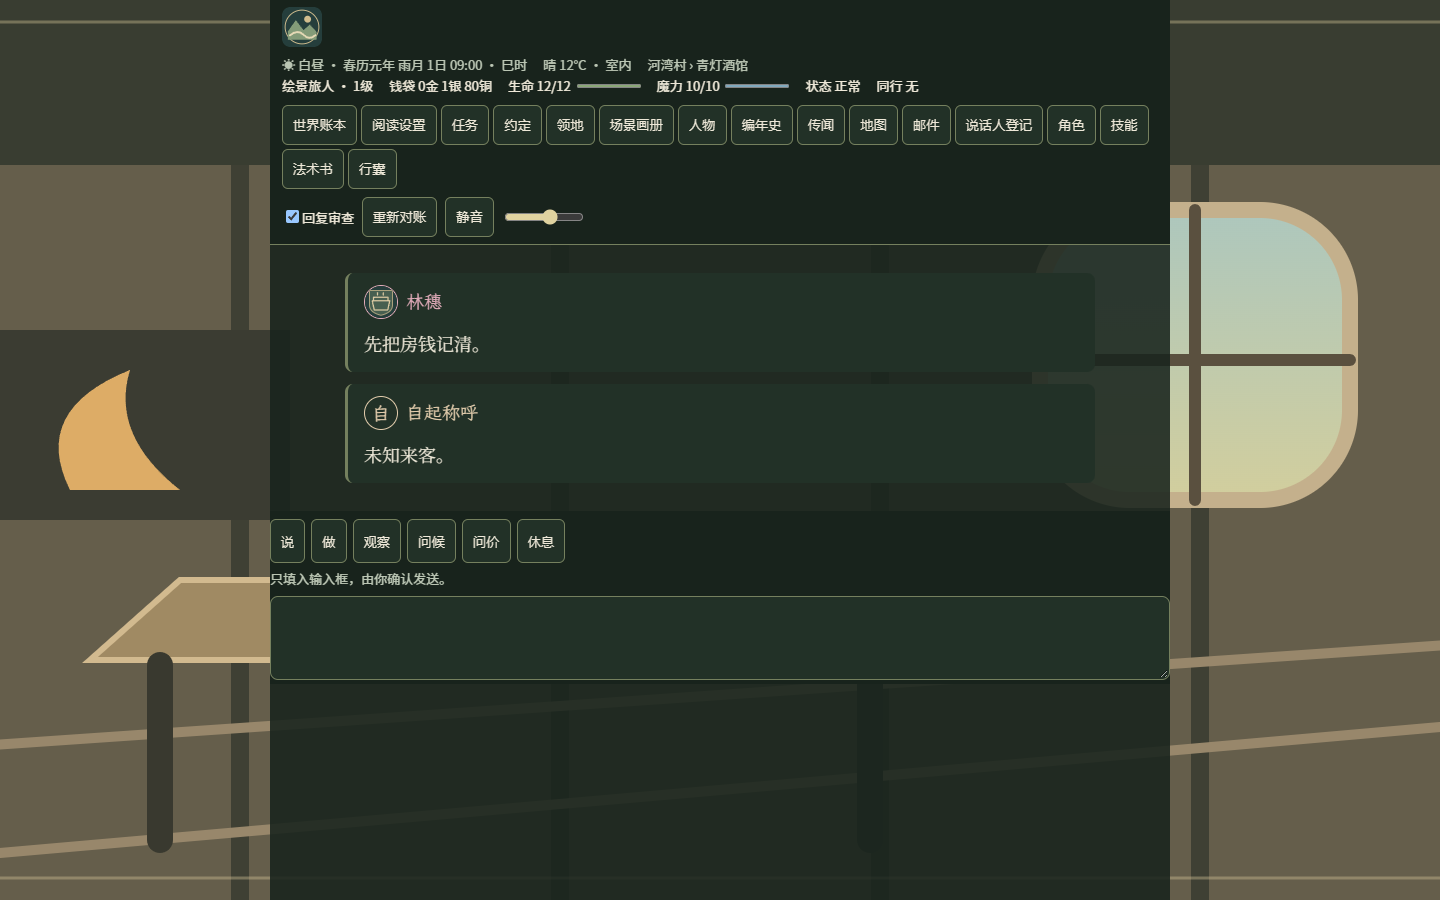 白昼 · 春历元年 雨月 1日 09:00 · 巳时 晴 12°C · 室内 河湾村 › 青灯酒馆
绘景旅人 · 1级 钱袋 0金 1银 80铜 生命 12/12 魔力 10/10 状态 正常 同行 无
世界账本 阅读设置 任务 约定 领地 场景画册 人物 编年史 传闻 地图 邮件 说话人登记 角色 技能
法术书 行囊
回复审查 重新对账 静音
林穗
先把房钱记清。
自 自起称呼
未知来客。
说 做 观察 问候 问价 休息
只填入输入框，由你确认发送。